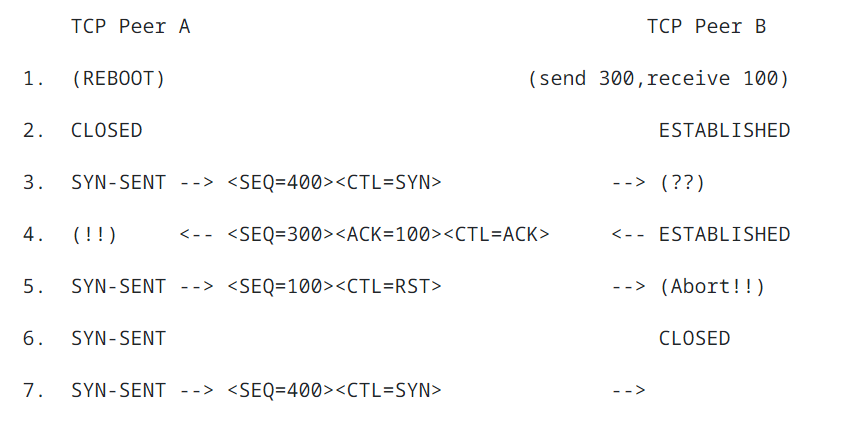 TCP Peer A                                      TCP Peer B
1.  (REBOOT)                              (send 300,receive 100)
2.  CLOSED                                           ESTABLISHED
3.  SYN-SENT --> <SEQ=400><CTL=SYN>              --> (??)
4.  (!!)     <-- <SEQ=300><ACK=100><CTL=ACK>     <-- ESTABLISHED
5.  SYN-SENT --> <SEQ=100><CTL=RST>              --> (Abort!!)
6.  SYN-SENT                                         CLOSED
7.  SYN-SENT --> <SEQ=400><CTL=SYN>              -->